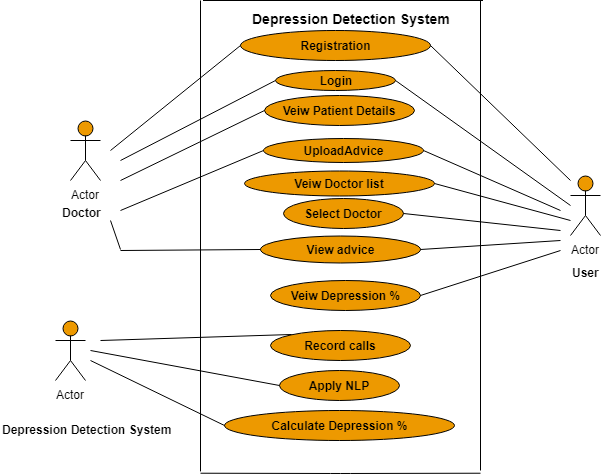 Depression Detection System
Registration
Login
Veiw Patient Details
UploadAdvice
Veiw Doctor list
Select Doctor
View advice
Veiw Depression %
Record calls
Apply NLP
Calculate Depression %
Actor
Doctor
Actor
User
Actor
Depression Detection System